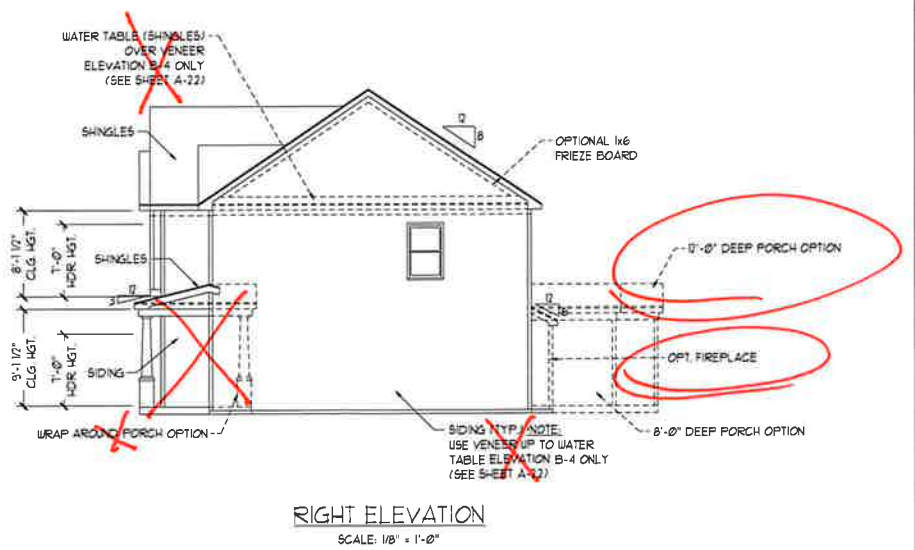 WATER TABLE (SHINGLES)
OVER VENEER
ELEVATION B-4 ONLY
(SEE SHEET A-22)
SHINGLES
12
8
OPTIONAL 1x6
FRIEZE BOARD
8'-1 1/2"
CLG. HGT.
7'-0"
HDR. HGT.
SHINGLES
12
3
12'-0" DEEP PORCH OPTION
12
9'-1 1/2"
CLG. HGT.
7'-0"
HDR. HGT.
SIDING
OPT. FIREPLACE
WRAP AROUND PORCH OPTION
SIDING (TYP.) NOTE:
USE VENEER UP TO WATER
TABLE ELEVATION B-4 ONLY
(SEE SHEET A-22)
8'-0" DEEP PORCH OPTION
RIGHT ELEVATION
SCALE: 1/8" = 1'-0"